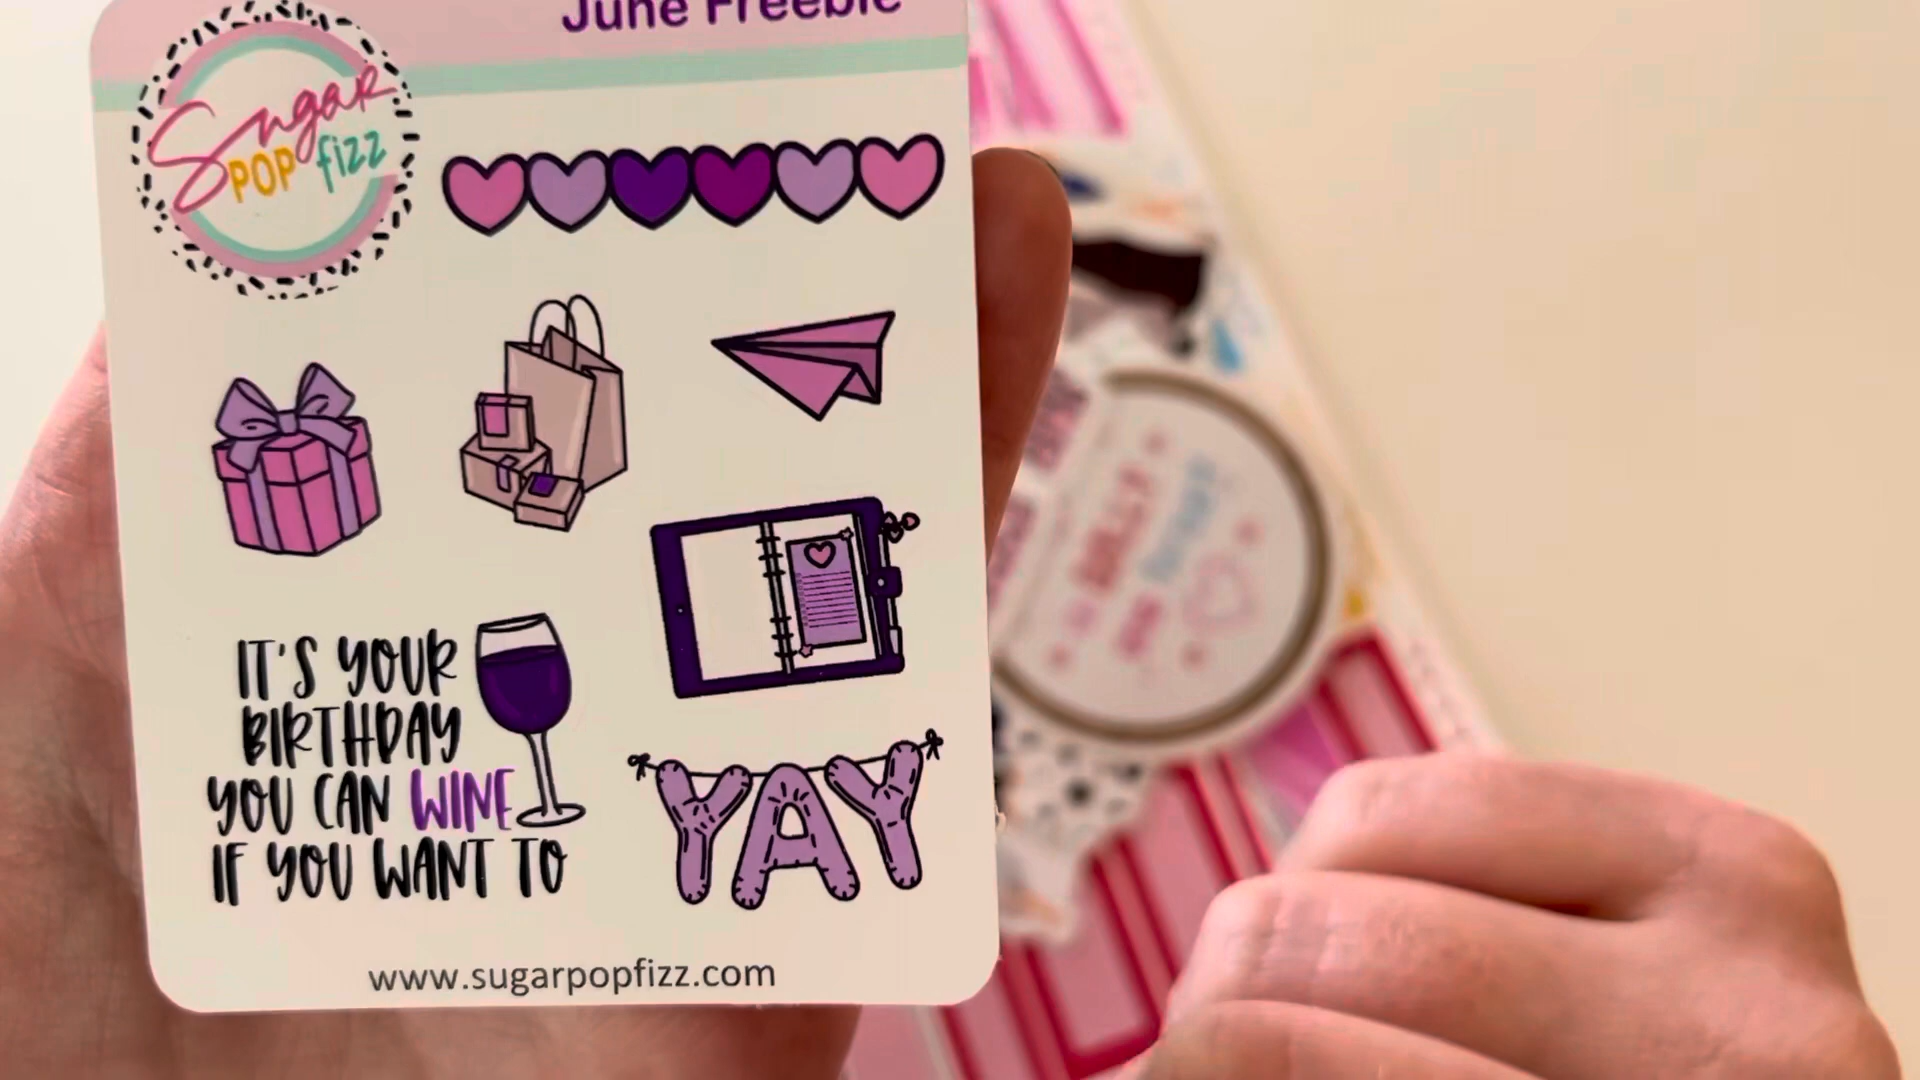 June Freebie
Sugar
POP fizz
IT'S YOUR
BIRTHDAY
YOU CAN WINE
IF YOU WANT TO
YAY
www.sugarpopfizz.com